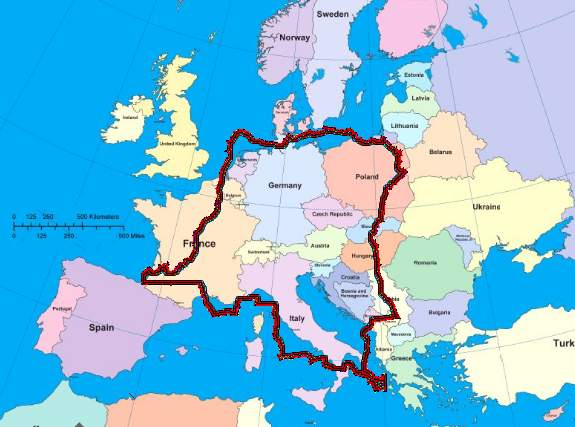 Sweden
Norway
Estonia
Latvia
Lithuania
Ireland
United Kingdom
Belarus
Poland
Germany
Belgium
Ukraine
Czech Republic
0 125 250 500 Kilometers
0 125 250 500 Miles
France
Switzerland
Austria
Hungary
Romania
Croatia
Bosnia and
Herzegovina
Portugal
Spain
Italy
Bulgaria
Macedonia
Albania
Greece
Turk